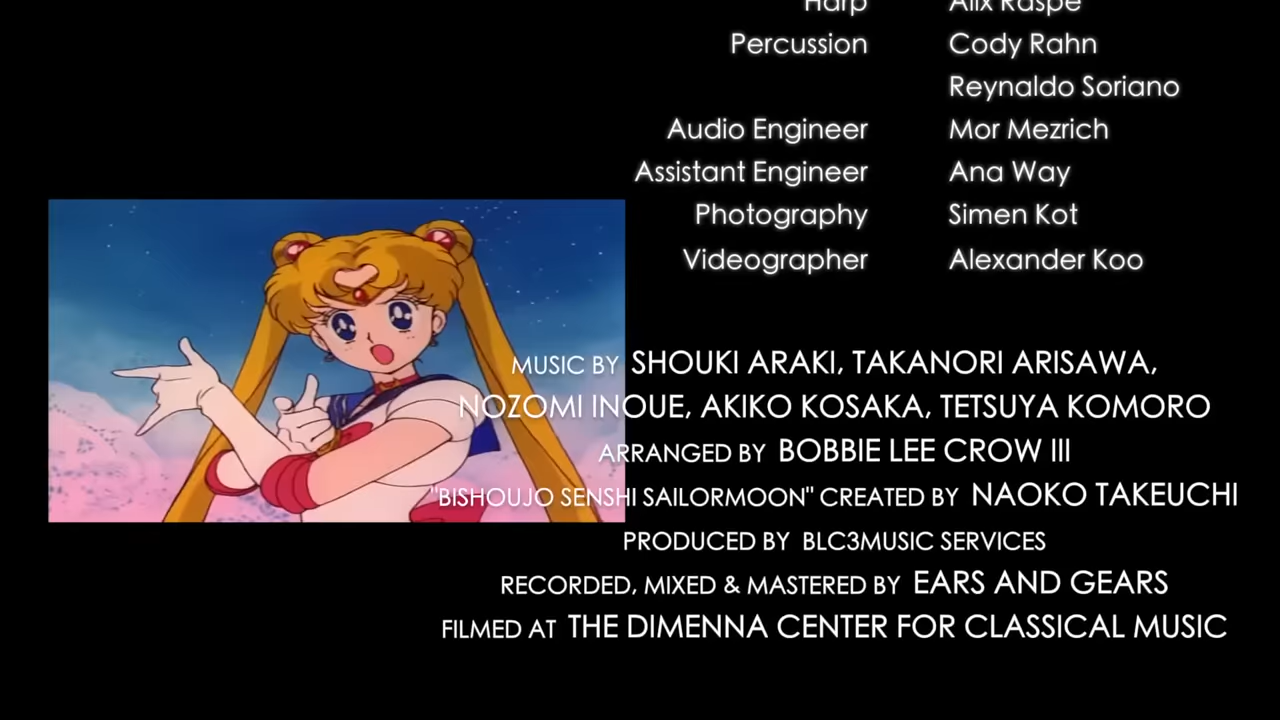 Harp Alix Raspe
Percussion Cody Rahn
Reynaldo Soriano
Audio Engineer Mor Mezrich
Assistant Engineer Ana Way
Photography Simen Kot
Videographer Alexander Koo
MUSIC BY SHOUKI ARAKI, TAKANORI ARISAWA,
NOZOMI INOUE, AKIKO KOSAKA, TETSUYA KOMORO
ARRANGED BY BOBBIE LEE CROW III
"BISHOUJO SENSHI SAILORMOON" CREATED BY NAOKO TAKEUCHI
PRODUCED BY BLC3MUSIC SERVICES
RECORDED, MIXED & MASTERED BY EARS AND GEARS
FILMED AT THE DIMENNA CENTER FOR CLASSICAL MUSIC